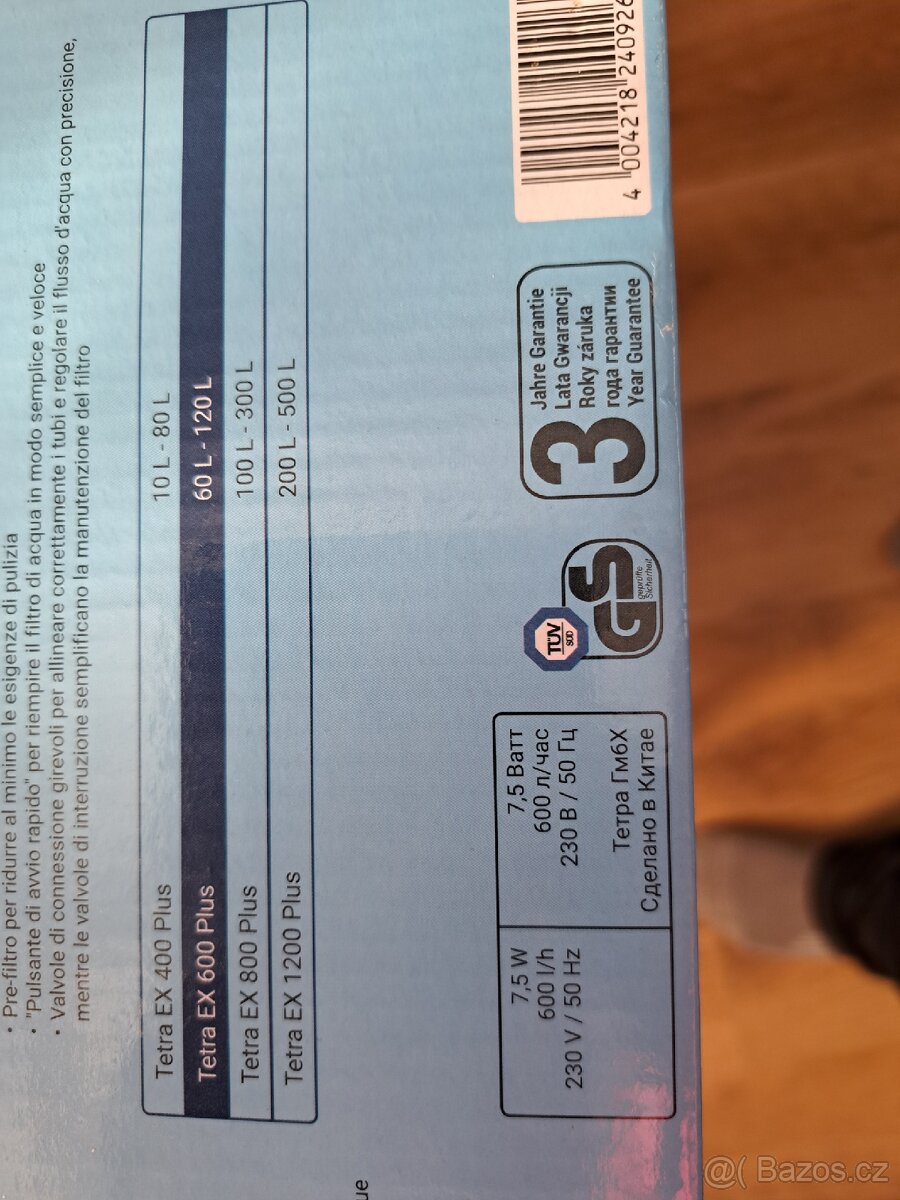 • Pre-filtro per ridurre al minimo le esigenze di pulizia
• "Pulsante di avvio rapido" per riempire il filtro di acqua in modo semplice e veloce
• Valvole di connessione girevoli per allineare correttamente i tubi e regolare il flusso d'acqua con precisione,
mentre le valvole di interruzione semplificano la manutenzione del filtro
Tetra EX 400 Plus 10 L - 80 L
Tetra EX 600 Plus 60 L - 120 L
Tetra EX 800 Plus 100 L - 300 L
Tetra EX 1200 Plus 200 L - 500 L
7,5 W
600 l/h
230 V / 50 Hz
7,5 Ватт
600 л/час
230 В / 50 Гц
Тетра ГмбХ
Сделано в Китае
TÜV
SÜD
GS
geprüfte
Sicherheit
3
Jahre Garantie
Lata Gwarancji
Roky záruka
года гарантии
Year Guarantee
4 004218 240926
ue
@( Bazos.cz